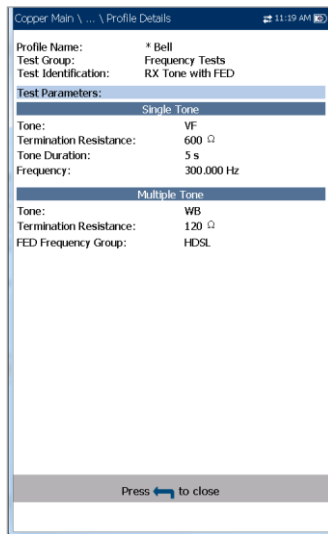 Copper Main \ ... \ Profile Details 11:19 AM
Profile Name: * Bell
Test Group: Frequency Tests
Test Identification: RX Tone with FED
Test Parameters:
Single Tone
Tone: VF
Termination Resistance: 600 Ω
Tone Duration: 5 s
Frequency: 300.000 Hz
Multiple Tone
Tone: WB
Termination Resistance: 120 Ω
FED Frequency Group: HDSL
Press to close